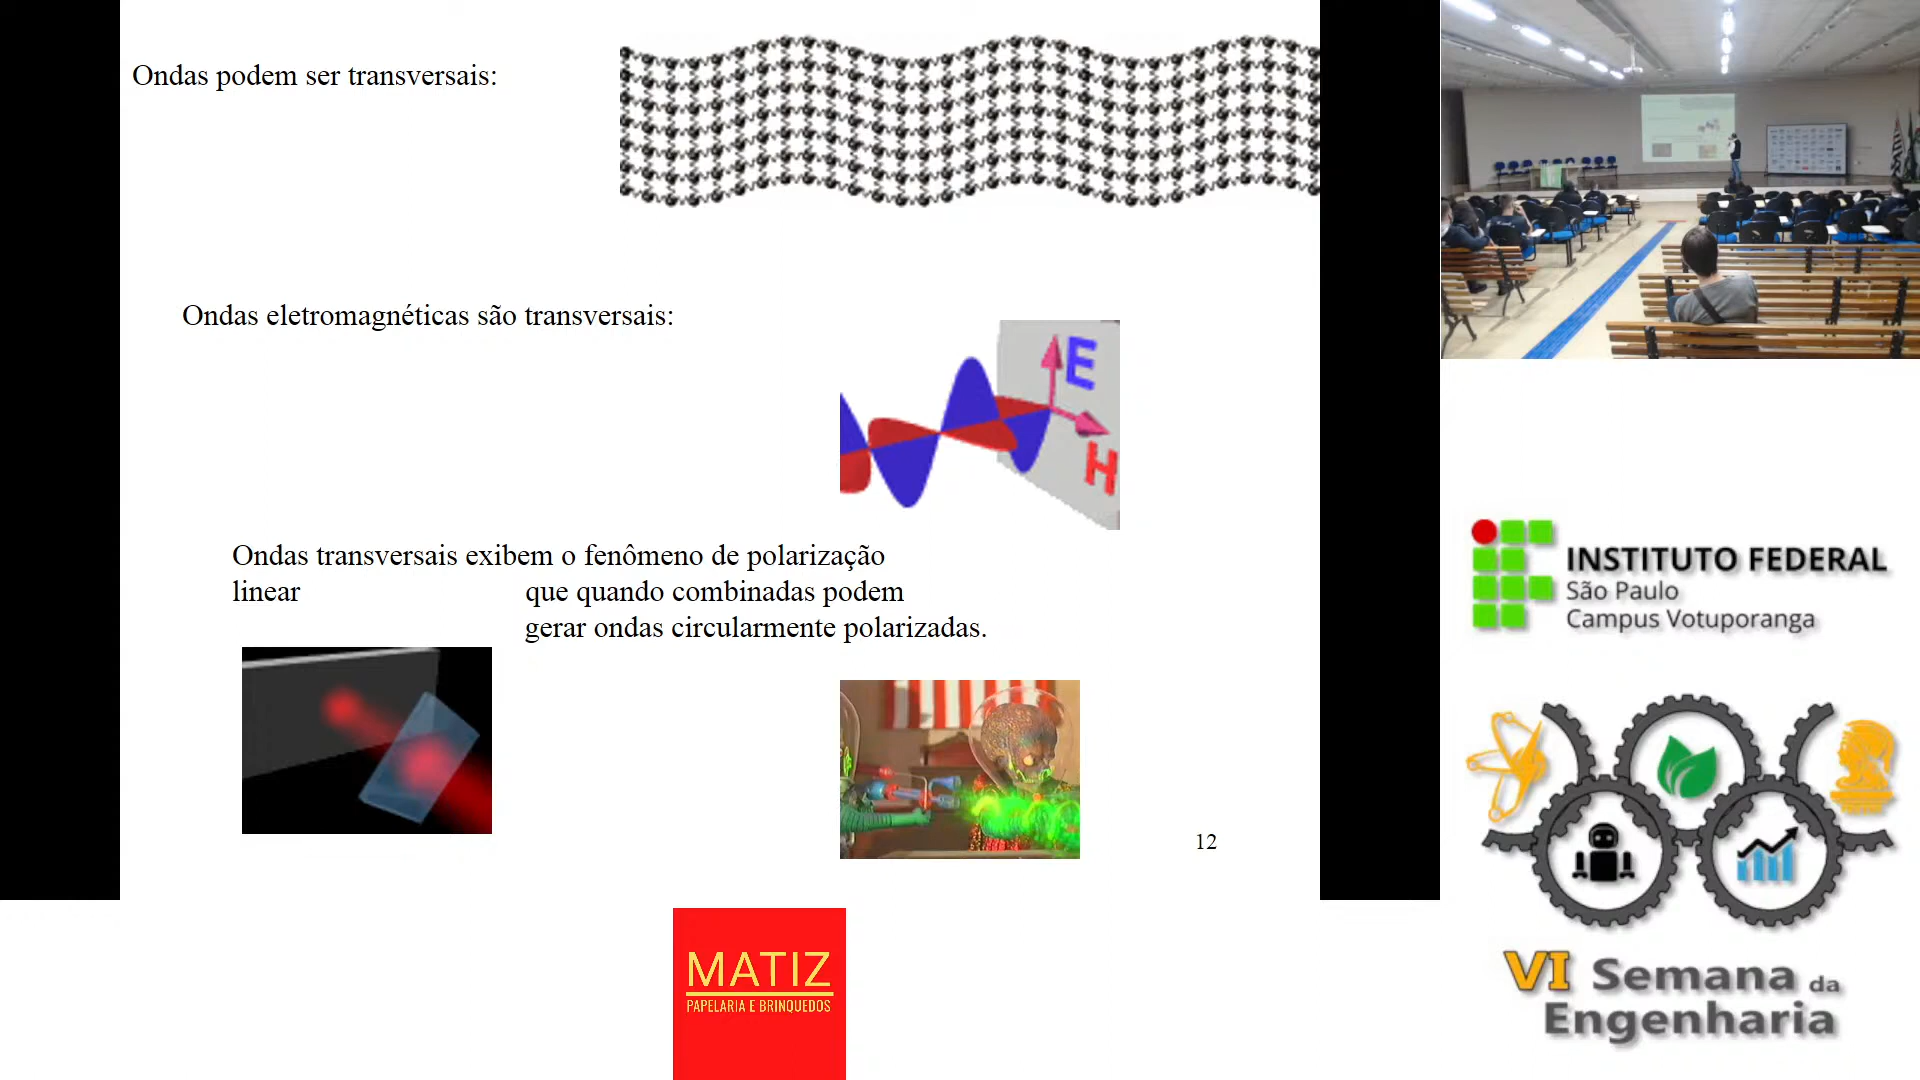 Ondas podem ser transversais:
Ondas eletromagnéticas são transversais:
E
H
Ondas transversais exibem o fenômeno de polarização
linear
que quando combinadas podem
gerar ondas circularmente polarizadas.
12
MATIZ
PAPELARIA E BRINQUEDOS
INSTITUTO FEDERAL
São Paulo
Campus Votuporanga
VI Semana da
Engenharia